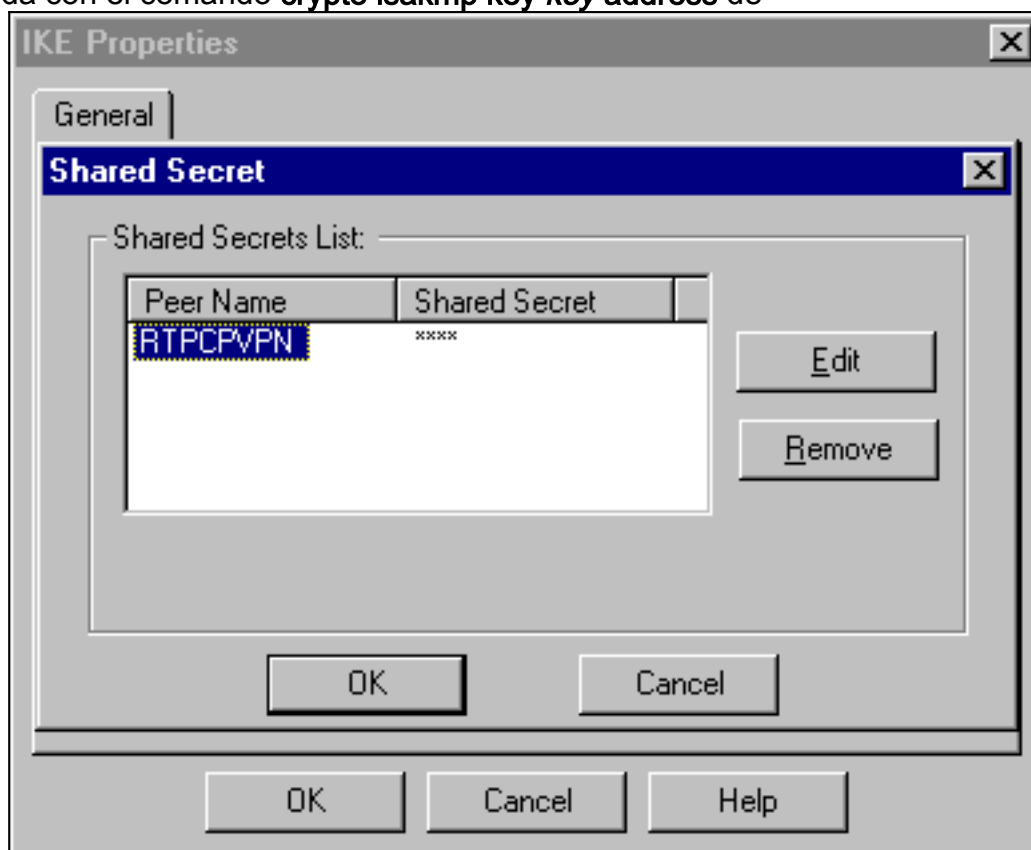 da con el comando crypto isakmp key key address de
IKE Properties
General
Shared Secret
Shared Secrets List:
Peer Name Shared Secret
RTPCPVPN ××××
Edit
Remove
OK Cancel
OK Cancel Help